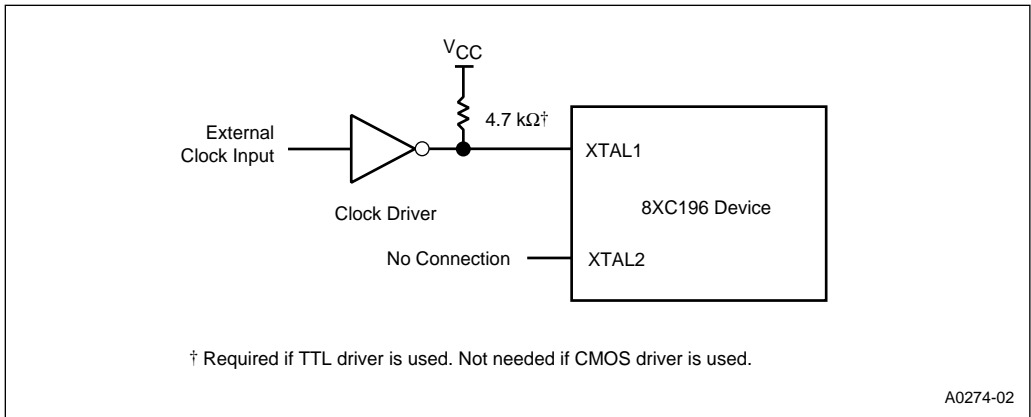 VCC
4.7 kΩ†
External
Clock Input
XTAL1
8XC196 Device
Clock Driver
No Connection
XTAL2
† Required if TTL driver is used. Not needed if CMOS driver is used.
A0274-02